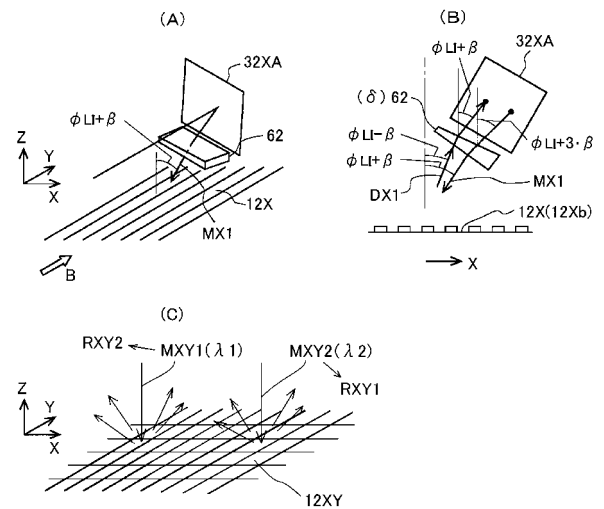 (A)
32XA
φLI+β
62
Z
Y
X
12X
MX1
B
(B)
φLI+β
32XA
(δ) 62
φLI-β
φLI+β
φLI+3・β
DX1
MX1
12X(12Xb)
X
(C)
RXY2
MXY1(λ1)
MXY2(λ2)
RXY1
Z
Y
X
12XY